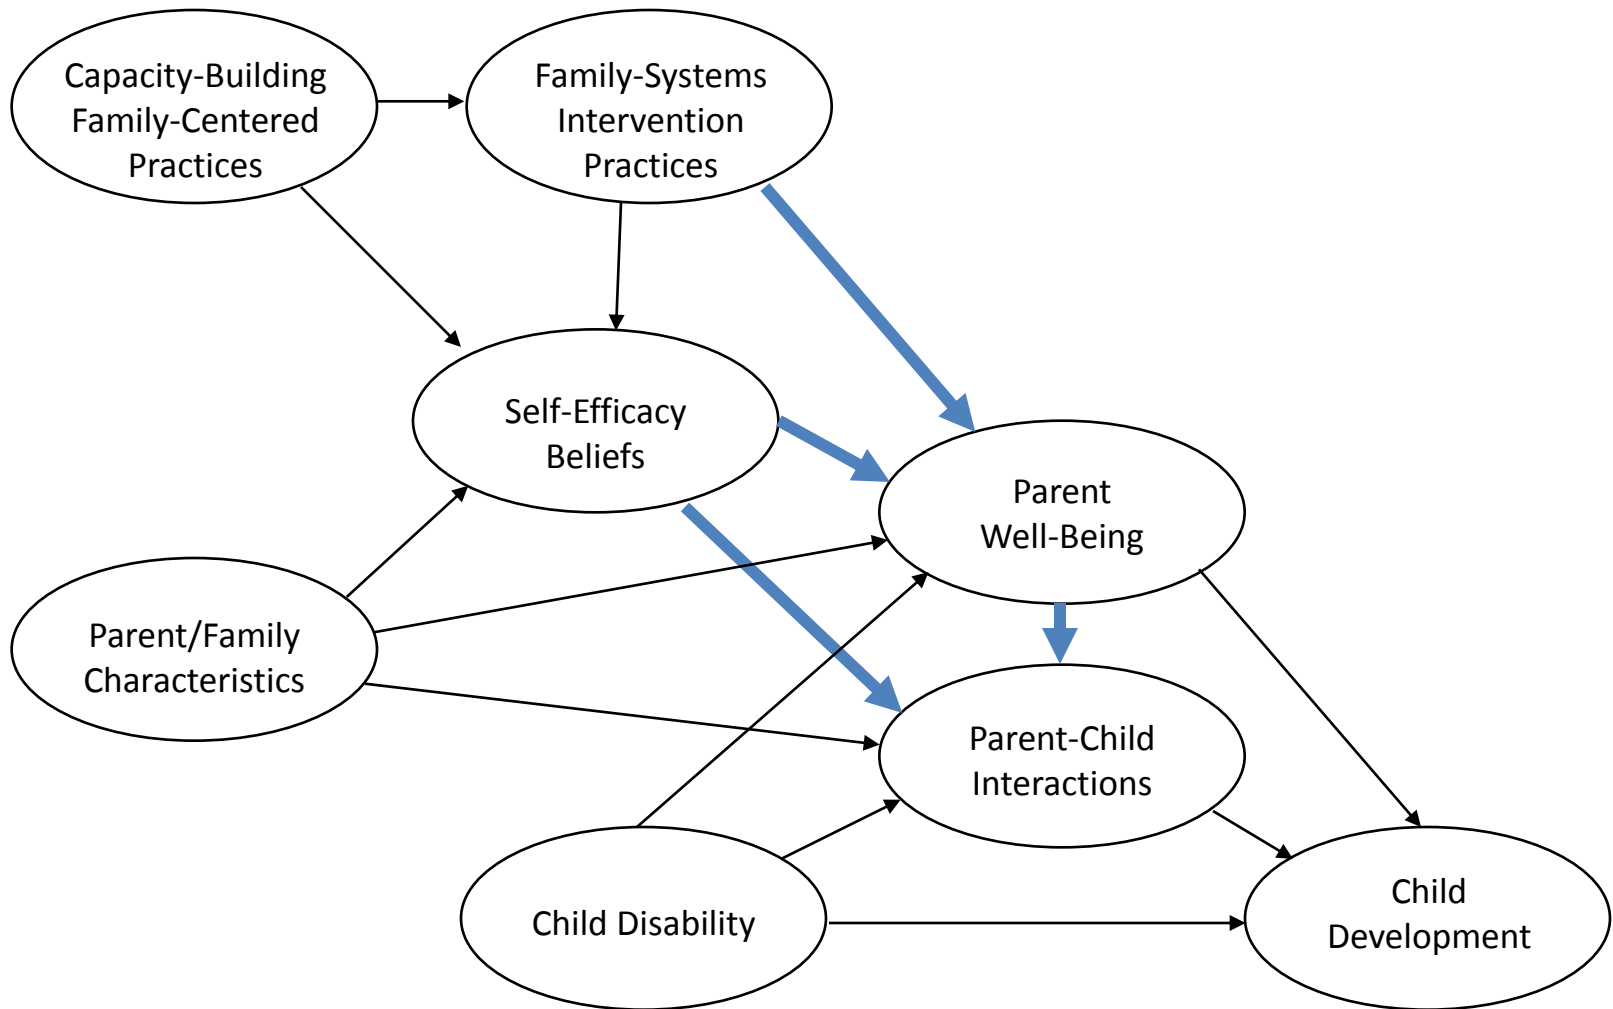 Capacity-Building
Family-Centered
Practices
Family-Systems
Intervention
Practices
Self-Efficacy
Beliefs
Parent
Well-Being
Parent/Family
Characteristics
Parent-Child
Interactions
Child Disability
Child
Development